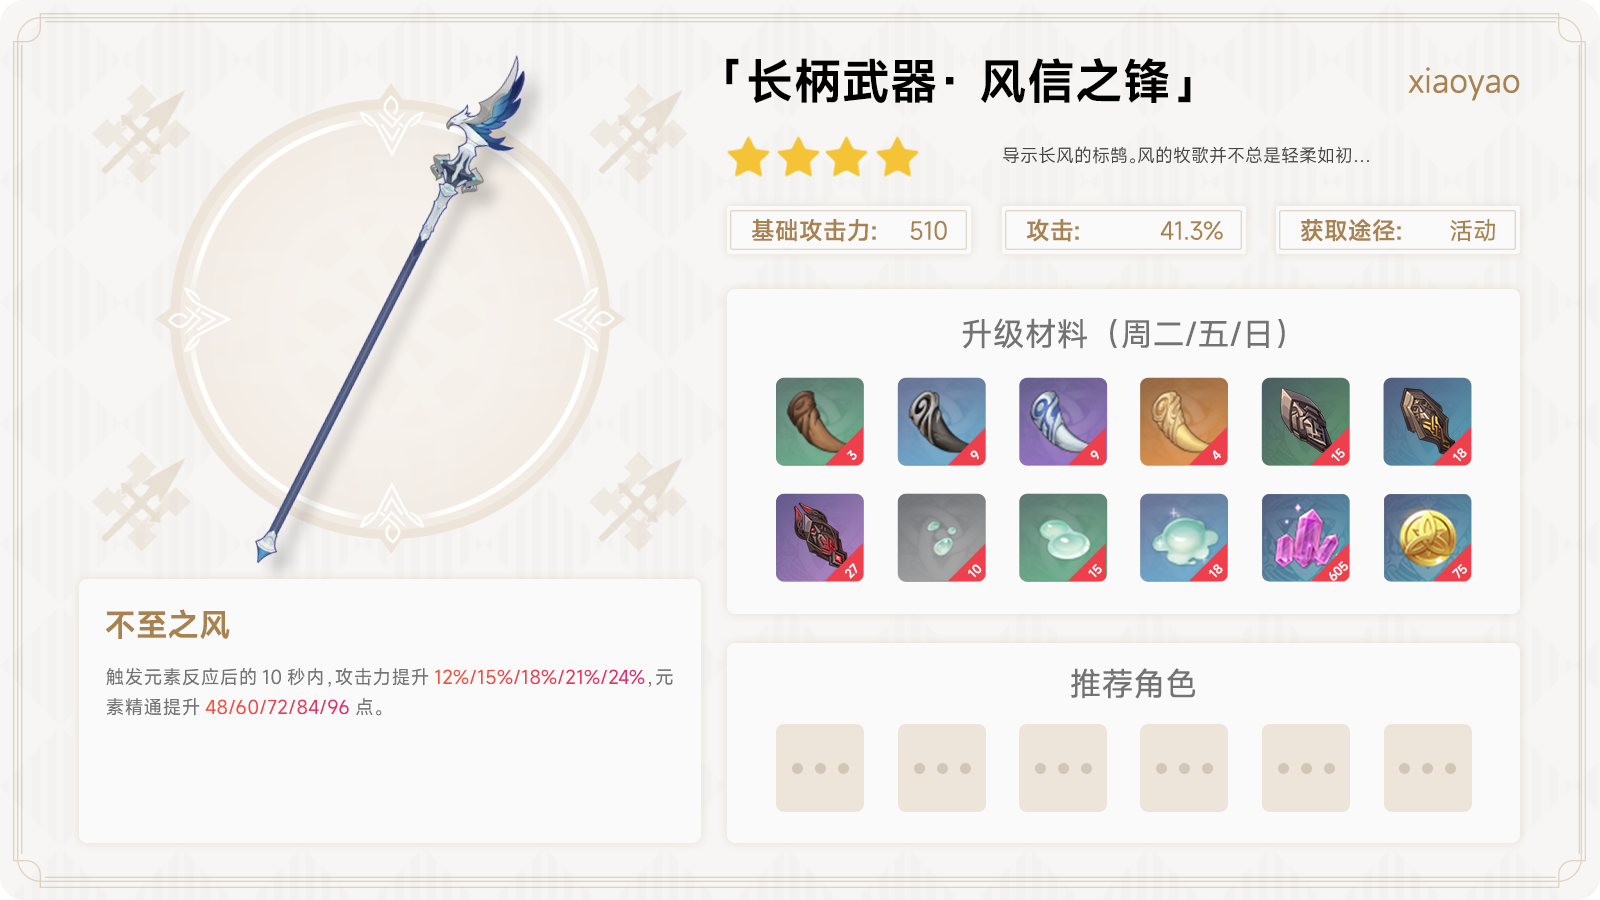 「长柄武器· 风信之锋」
xiaoyao
导示长风的标鹄。风的牧歌并不总是轻柔如初...
基础攻击力: 510
攻击: 41.3%
获取途径: 活动
升级材料（周二/五/日）
3 9 9 4 15 18
27 10 15 18 605 75
不至之风
触发元素反应后的 10 秒内,攻击力提升 12%/15%/18%/21%/24%,元
素精通提升 48/60/72/84/96 点。
推荐角色